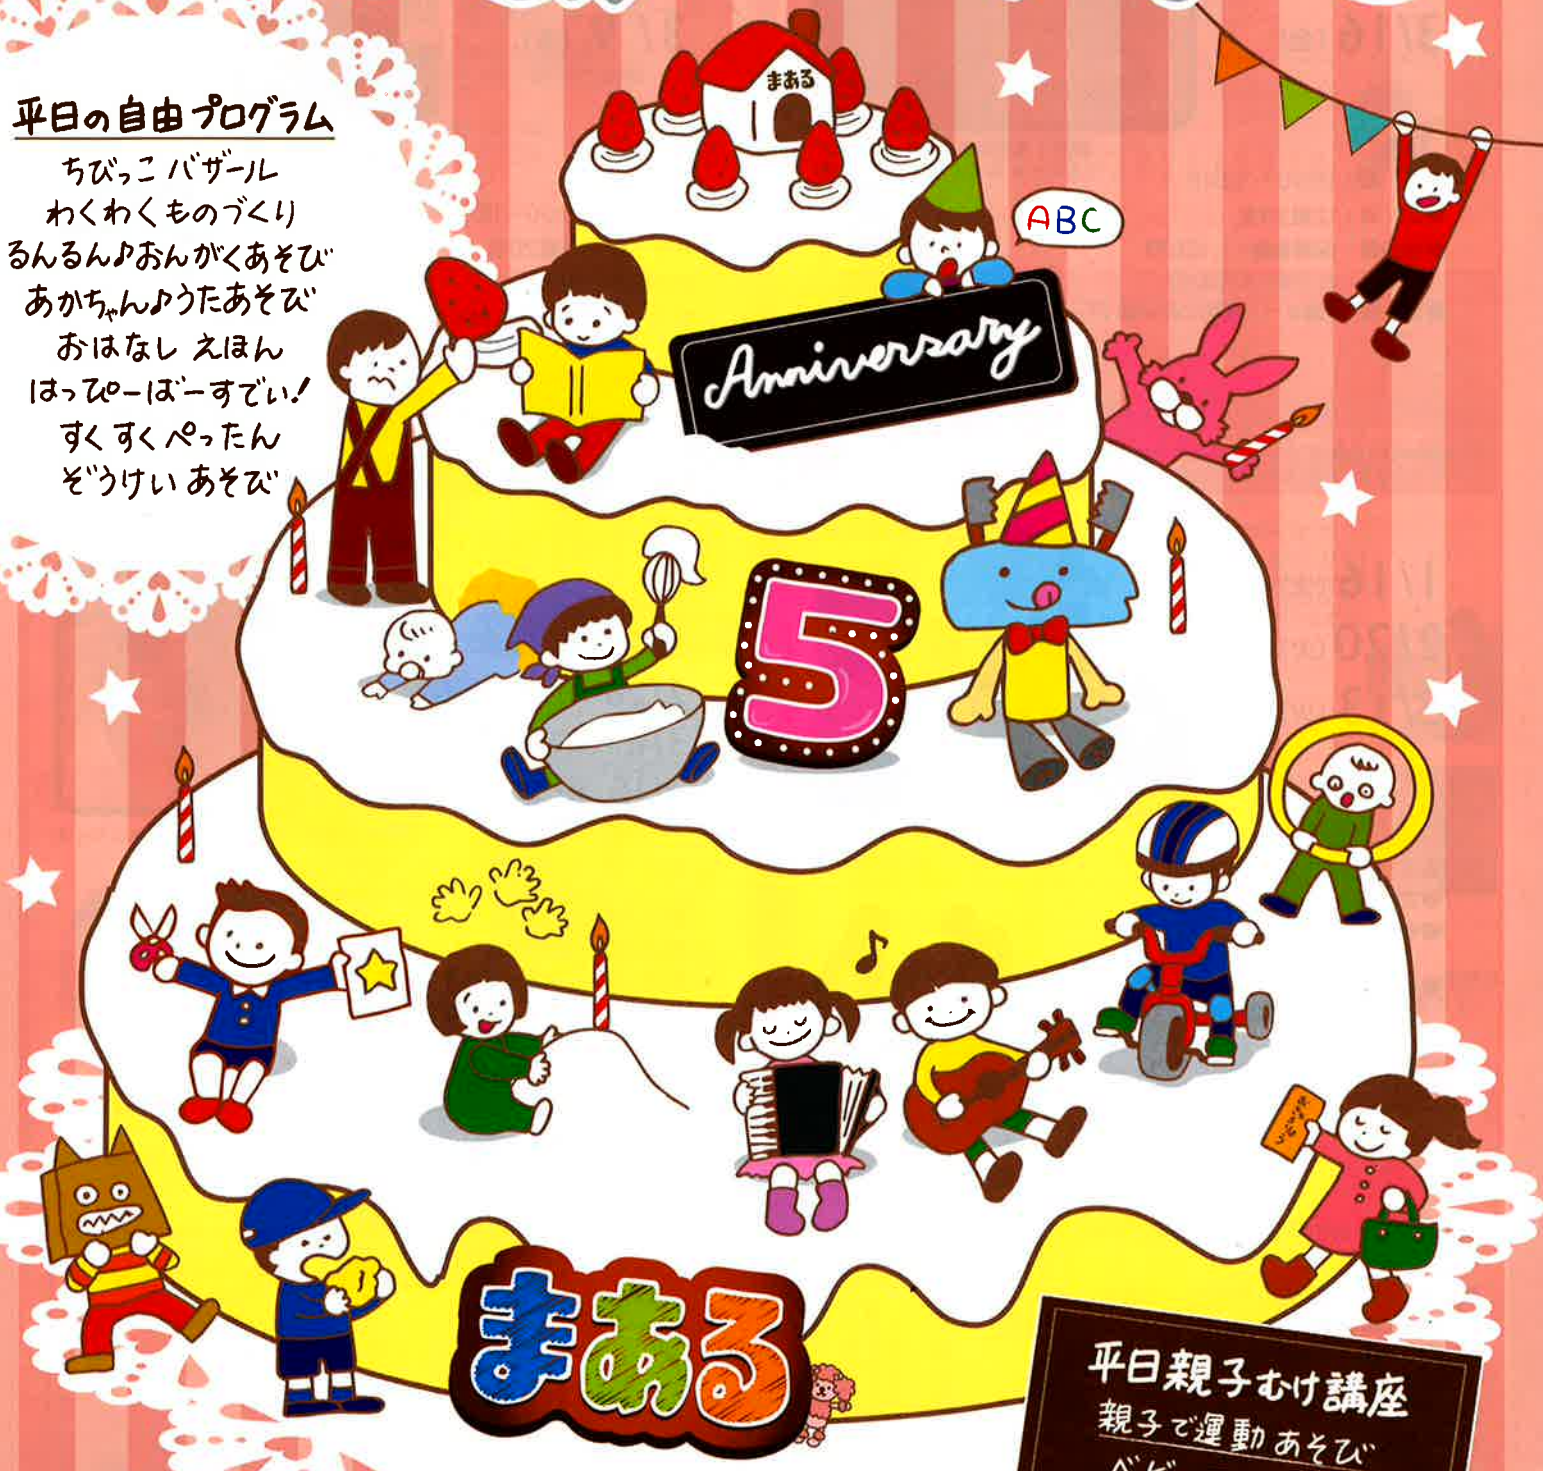 平日の自由プログラム
ちびっこバザール
わくわくものづくり
るんるん♪おんがくあそび
あかちゃん♪うたあそび
おはなし えほん
はっぴーばーすでい!
すくすくぺったん
ぞうけいあそび
まある
ABC
Anniversary
5
まある
平日親子むけ講座
親子で運動あそび